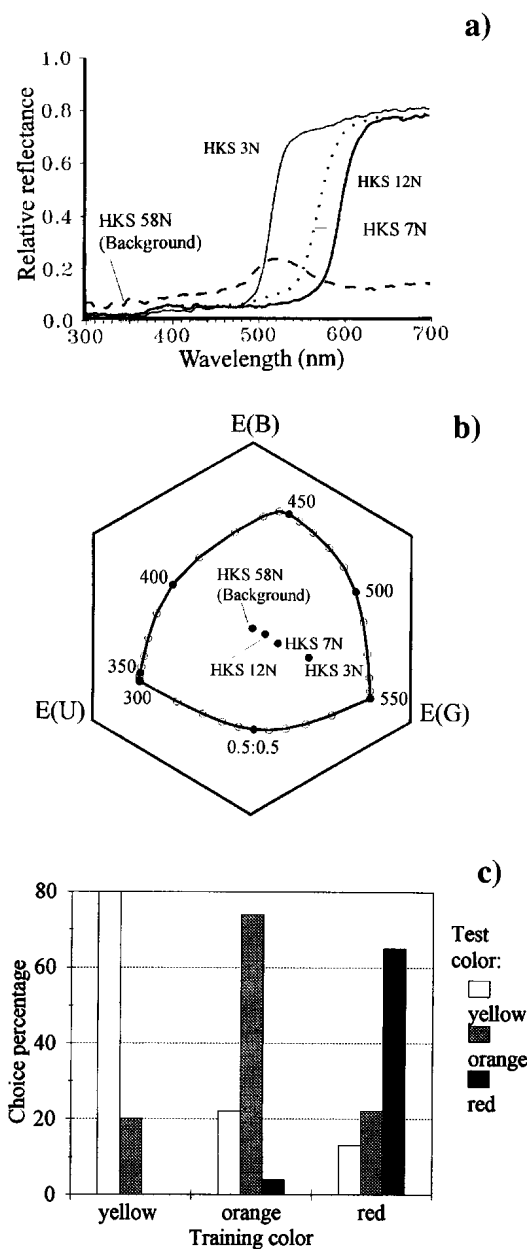 a)
1.0
0.8
0.6
0.4
0.2
0.0
Relative reflectance
HKS 3N
HKS 12N
HKS 7N
HKS 58N
(Background)
300 400 500 600 700
Wavelength (nm)
b)
E(B)
450
400
500
HKS 58N
(Background)
HKS 7N
HKS 12N
HKS 3N
350
300
550
E(U)
E(G)
0.5:0.5
c)
80
60
40
20
0
Choice percentage
Test
color:
yellow
orange
red
yellow orange red
Training color